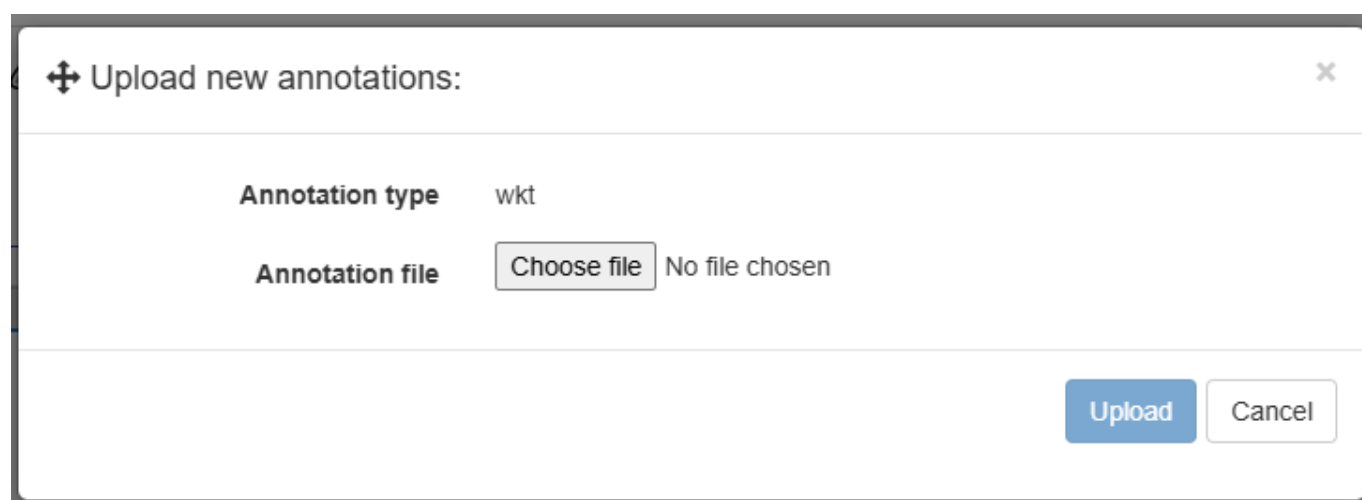 Upload new annotations:
×
Annotation type wkt
Annotation file Choose file No file chosen
Upload Cancel